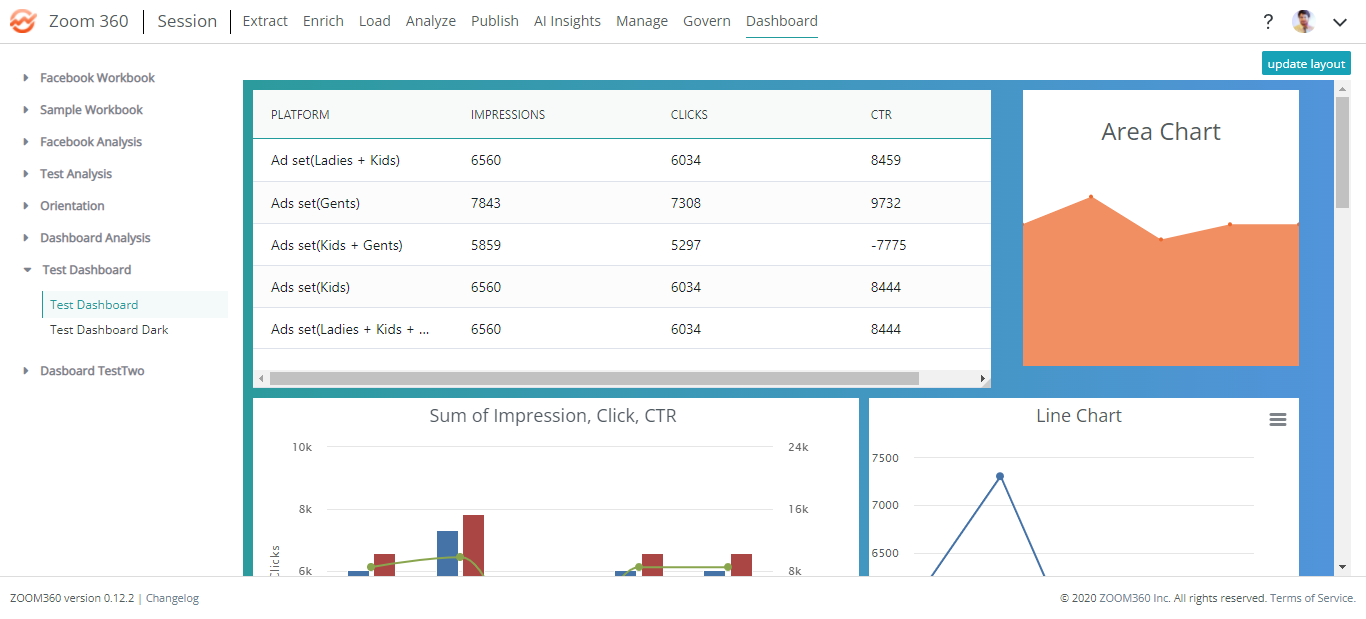 Zoom 360 Session Extract Enrich Load Analyze Publish AI Insights Manage Govern Dashboard ?
update layout
Facebook Workbook
Sample Workbook
Facebook Analysis
Test Analysis
Orientation
Dashboard Analysis
Test Dashboard
Test Dashboard
Test Dashboard Dark
Dasboard TestTwo
PLATFORM IMPRESSIONS CLICKS CTR
Ad set(Ladies + Kids) 6560 6034 8459
Ads set(Gents) 7843 7308 9732
Ads set(Kids + Gents) 5859 5297 -7775
Ads set(Kids) 6560 6034 8444
Ads set(Ladies + Kids + ... 6560 6034 8444
Area Chart
Sum of Impression, Click, CTR
10k 24k
8k 16k
6k 8k
Clicks
Line Chart
7500
7000
6500
ZOOM360 version 0.12.2 | Changelog
© 2020 ZOOM360 Inc. All rights reserved. Terms of Service.